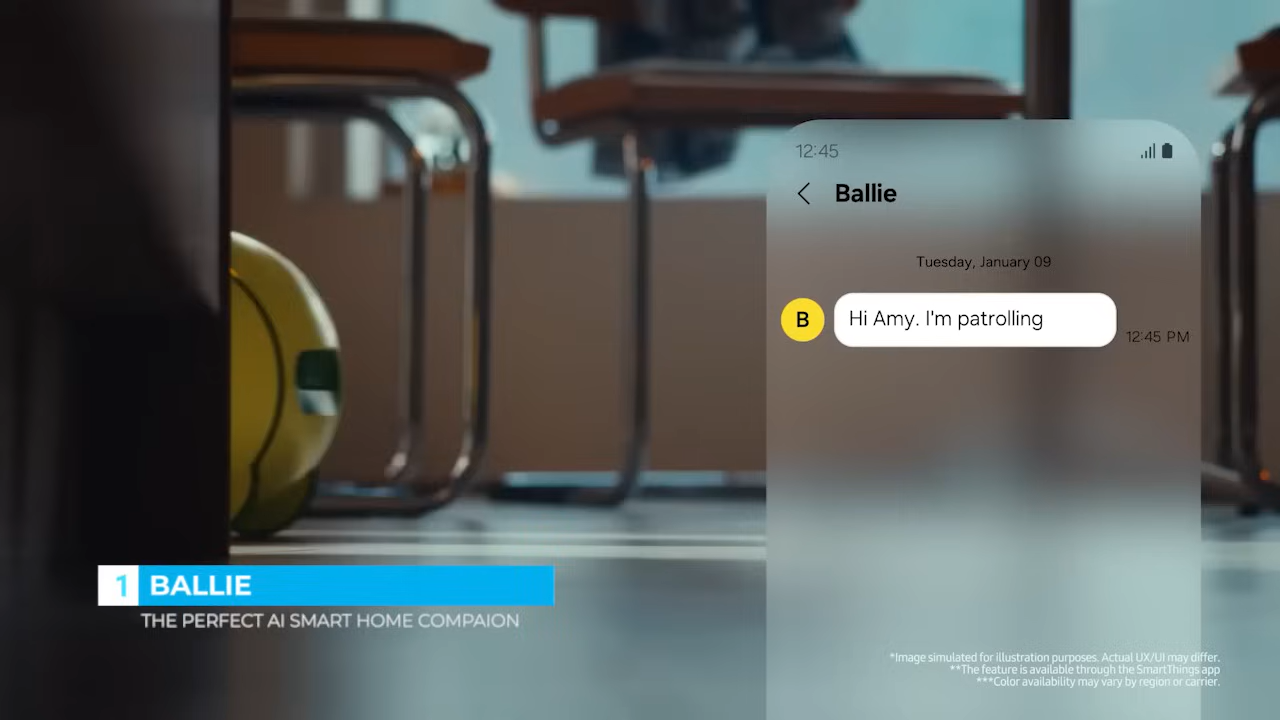 12:45
Ballie
Tuesday, January 09
B
Hi Amy. I'm patrolling
12:45 PM
1 BALLIE
THE PERFECT AI SMART HOME COMPAION
*Image simulated for illustration purposes. Actual UX/UI may differ.
**The feature is available through the SmartThings app
***Color availability may vary by region or carrier.